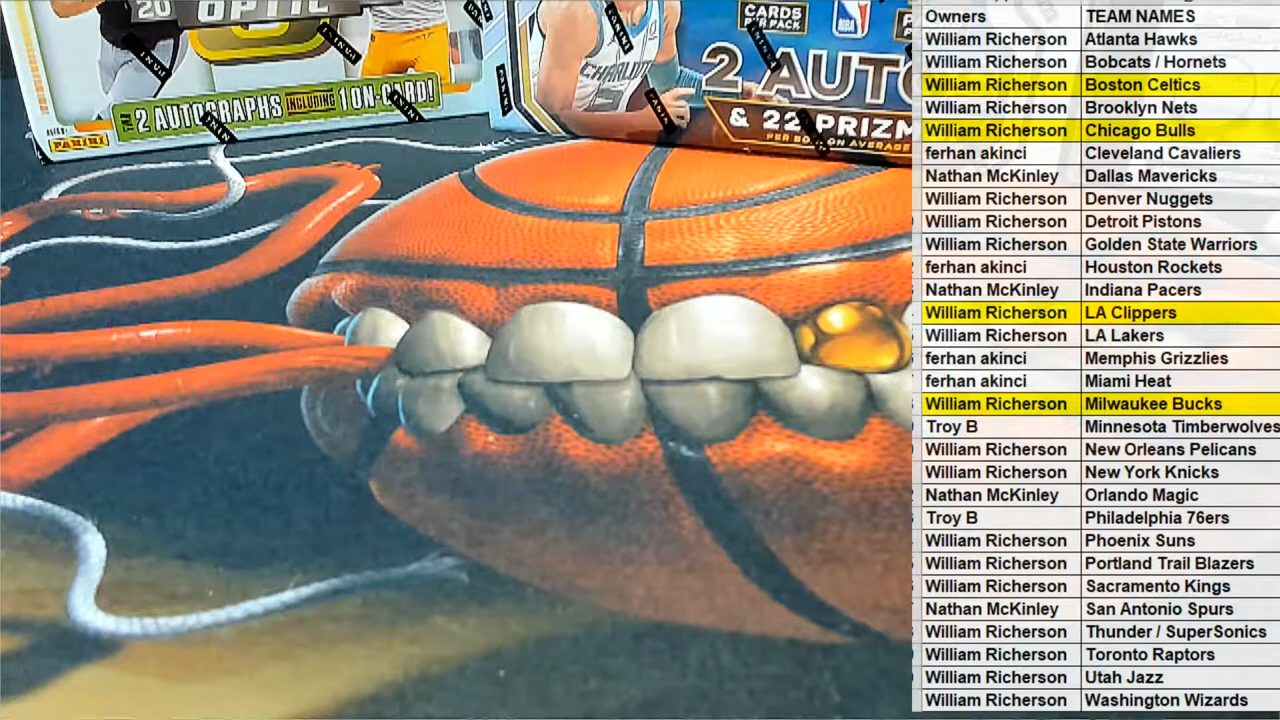 20 OPTIC
2 AUTOGRAPHS INCLUDING 1 ON-CARD!
PANINI
CARDS PER PACK
NBA
CHARLOTTE
2 AUTO
& 22 PRIZM
PER BOX ON AVERAGE
Owners TEAM NAMES
William Richerson Atlanta Hawks
William Richerson Bobcats / Hornets
William Richerson Boston Celtics
William Richerson Brooklyn Nets
William Richerson Chicago Bulls
ferhan akinci Cleveland Cavaliers
Nathan McKinley Dallas Mavericks
William Richerson Denver Nuggets
William Richerson Detroit Pistons
William Richerson Golden State Warriors
ferhan akinci Houston Rockets
Nathan McKinley Indiana Pacers
William Richerson LA Clippers
William Richerson LA Lakers
ferhan akinci Memphis Grizzlies
ferhan akinci Miami Heat
William Richerson Milwaukee Bucks
Troy B Minnesota Timberwolves
William Richerson New Orleans Pelicans
William Richerson New York Knicks
Nathan McKinley Orlando Magic
Troy B Philadelphia 76ers
William Richerson Phoenix Suns
William Richerson Portland Trail Blazers
William Richerson Sacramento Kings
Nathan McKinley San Antonio Spurs
William Richerson Thunder / SuperSonics
William Richerson Toronto Raptors
William Richerson Utah Jazz
William Richerson Washington Wizards